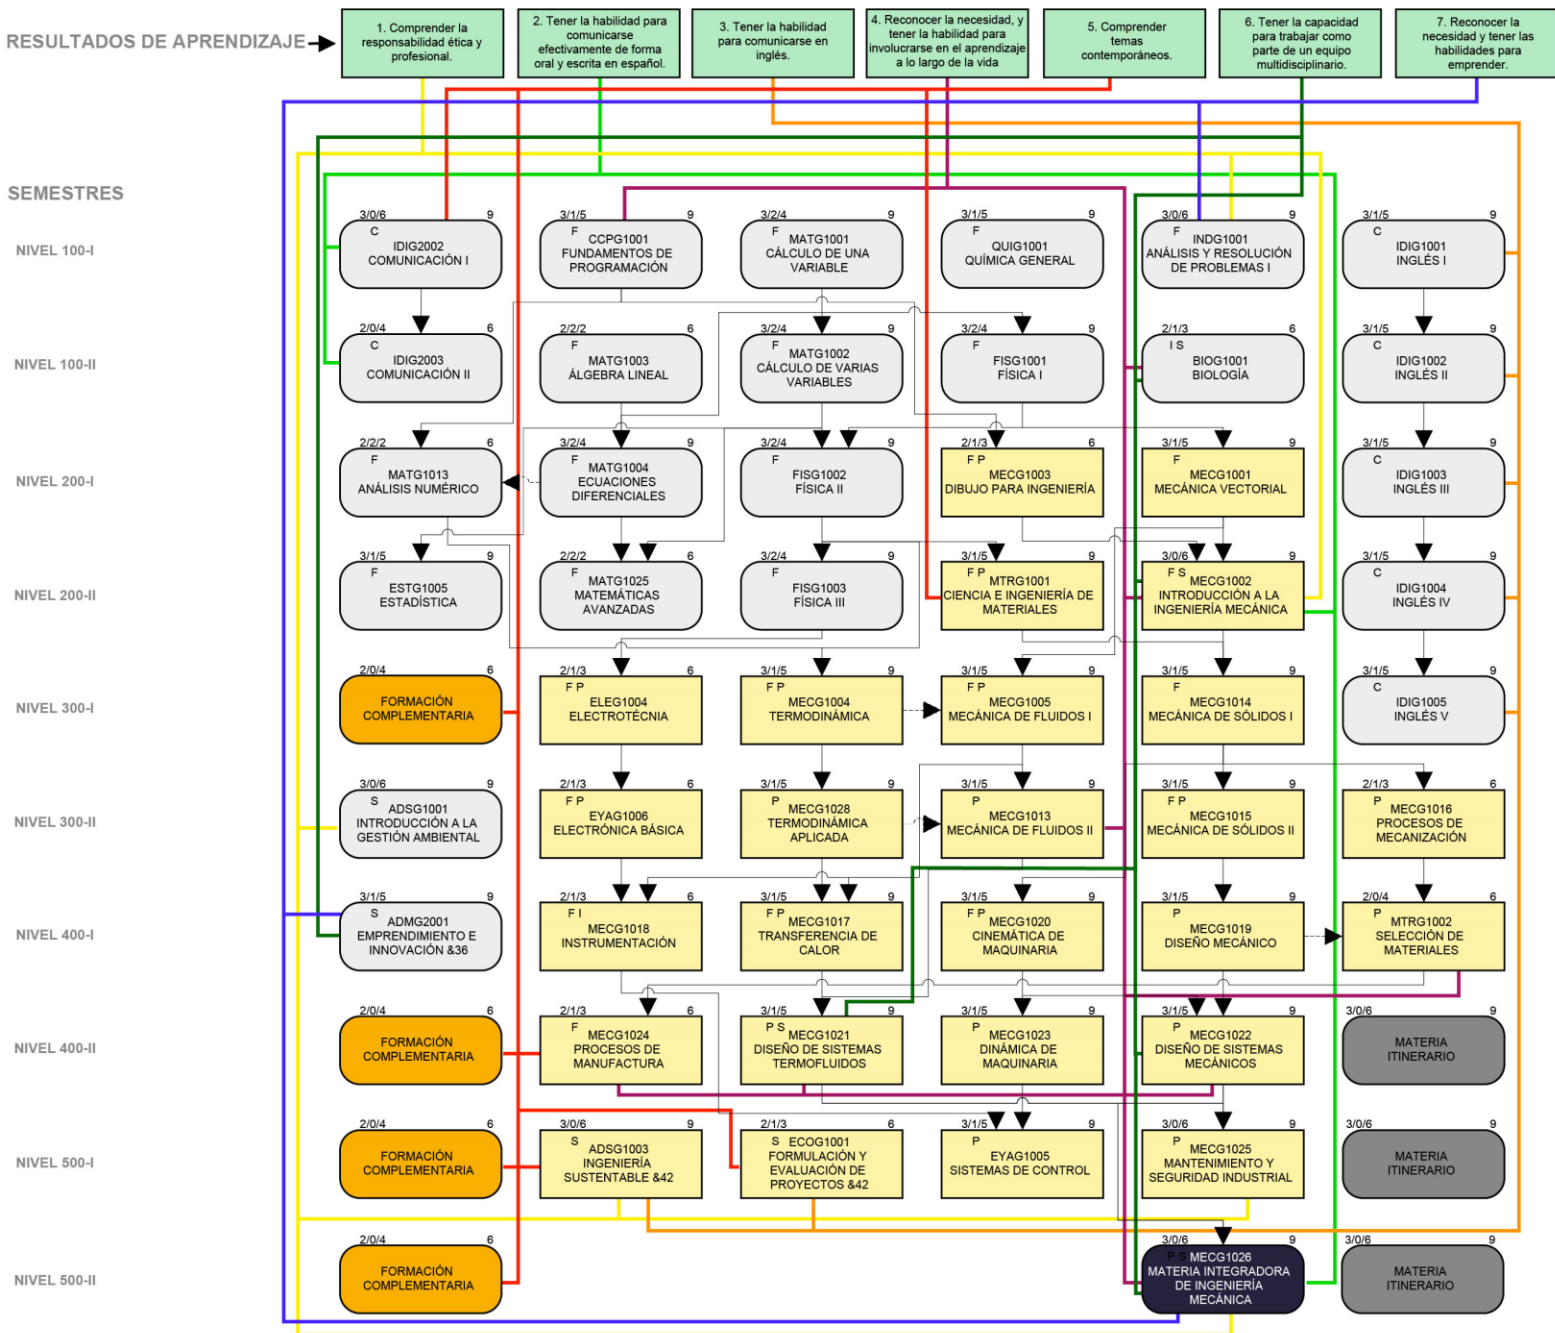 RESULTADOS DE APRENDIZAJE
1. Comprender la
responsabilidad ética y
profesional.
2. Tener la habilidad para
comunicarse
efectivamente de forma
oral y escrita en español.
3. Tener la habilidad
para comunicarse en
inglés.
4. Reconocer la necesidad, y
tener la habilidad para
involucrarse en el aprendizaje
a lo largo de la vida
5. Comprender
temas
contemporáneos.
6. Tener la capacidad
para trabajar como
parte de un equipo
multidisciplinario.
7. Reconocer la
necesidad y tener las
habilidades para
emprender.
SEMESTRES
NIVEL 100-I
3/0/6 9
C
IDIG2002
COMUNICACIÓN I
3/1/5 9
F
CCPG1001
FUNDAMENTOS DE
PROGRAMACIÓN
3/2/4 9
F
MATG1001
CÁLCULO DE UNA
VARIABLE
3/1/5 9
F
QUIG1001
QUÍMICA GENERAL
3/0/6 9
F
INDG1001
ANÁLISIS Y RESOLUCIÓN
DE PROBLEMAS I
3/1/5 9
C
IDIG1001
INGLÉS I
NIVEL 100-II
2/0/4 6
C
IDIG2003
COMUNICACIÓN II
2/2/2 6
F
MATG1003
ÁLGEBRA LINEAL
3/2/4 9
F
MATG1002
CÁLCULO DE VARIAS
VARIABLES
3/2/4 9
F
FISG1001
FÍSICA I
2/1/3 6
I S
BIOG1001
BIOLOGÍA
3/1/5 9
C
IDIG1002
INGLÉS II
NIVEL 200-I
2/2/2 6
F
MATG1013
ANÁLISIS NUMÉRICO
3/2/4 9
F
MATG1004
ECUACIONES
DIFERENCIALES
3/2/4 9
F
FISG1002
FÍSICA II
2/1/3 6
F P
MECG1003
DIBUJO PARA INGENIERÍA
3/1/5 9
F
MECG1001
MECÁNICA VECTORIAL
3/1/5 9
C
IDIG1003
INGLÉS III
NIVEL 200-II
3/1/5 9
F
ESTG1005
ESTADÍSTICA
2/2/2 6
F
MATG1025
MATEMÁTICAS
AVANZADAS
3/2/4 9
F
FISG1003
FÍSICA III
3/1/5 9
F P
MTRG1001
CIENCIA E INGENIERÍA DE
MATERIALES
3/0/6 9
F S
MECG1002
INTRODUCCIÓN A LA
INGENIERÍA MECÁNICA
3/1/5 9
C
IDIG1004
INGLÉS IV
NIVEL 300-I
2/0/4 6
FORMACIÓN
COMPLEMENTARIA
2/1/3 6
F P
ELEG1004
ELECTROTÉCNIA
3/1/5 9
F P
MECG1004
TERMODINÁMICA
3/1/5 9
F P
MECG1005
MECÁNICA DE FLUIDOS I
3/1/5 9
F
MECG1014
MECÁNICA DE SÓLIDOS I
3/1/5 9
C
IDIG1005
INGLÉS V
NIVEL 300-II
3/0/6 9
S
ADSG1001
INTRODUCCIÓN A LA
GESTIÓN AMBIENTAL
2/1/3 6
F P
EYAG1006
ELECTRÓNICA BÁSICA
3/1/5 9
P
MECG1028
TERMODINÁMICA
APLICADA
3/1/5 9
P
MECG1013
MECÁNICA DE FLUIDOS II
3/1/5 9
F P
MECG1015
MECÁNICA DE SÓLIDOS II
2/1/3 6
P
MECG1016
PROCESOS DE
MECANIZACIÓN
NIVEL 400-I
3/1/5 9
S
ADMG2001
EMPRENDIMIENTO E
INNOVACIÓN &36
2/1/3 6
F I
MECG1018
INSTRUMENTACIÓN
3/1/5 9
F P
MECG1017
TRANSFERENCIA DE
CALOR
3/1/5 9
F P
MECG1020
CINEMÁTICA DE
MAQUINARIA
3/1/5 9
P
MECG1019
DISEÑO MECÁNICO
2/0/4 6
P
MTRG1002
SELECCIÓN DE
MATERIALES
NIVEL 400-II
2/0/4 6
FORMACIÓN
COMPLEMENTARIA
2/1/3 6
F
MECG1024
PROCESOS DE
MANUFACTURA
3/1/5 9
P S
MECG1021
DISEÑO DE SISTEMAS
TERMOFLUIDOS
3/1/5 9
P
MECG1023
DINÁMICA DE
MAQUINARIA
3/1/5 9
P
MECG1022
DISEÑO DE SISTEMAS
MECÁNICOS
3/0/6 9
MATERIA
ITINERARIO
NIVEL 500-I
2/0/4 6
FORMACIÓN
COMPLEMENTARIA
3/0/6 9
S
ADSG1003
INGENIERÍA
SUSTENTABLE &42
2/1/3 6
S
ECOG1001
FORMULACIÓN Y
EVALUACIÓN DE
PROYECTOS &42
3/1/5 9
P
EYAG1005
SISTEMAS DE CONTROL
3/0/6 9
P
MECG1025
MANTENIMIENTO Y
SEGURIDAD INDUSTRIAL
3/0/6 9
MATERIA
ITINERARIO
NIVEL 500-II
2/0/4 6
FORMACIÓN
COMPLEMENTARIA
3/0/6 9
P S
MECG1026
MATERIA INTEGRADORA
DE INGENIERÍA
MECÁNICA
3/0/6 9
MATERIA
ITINERARIO